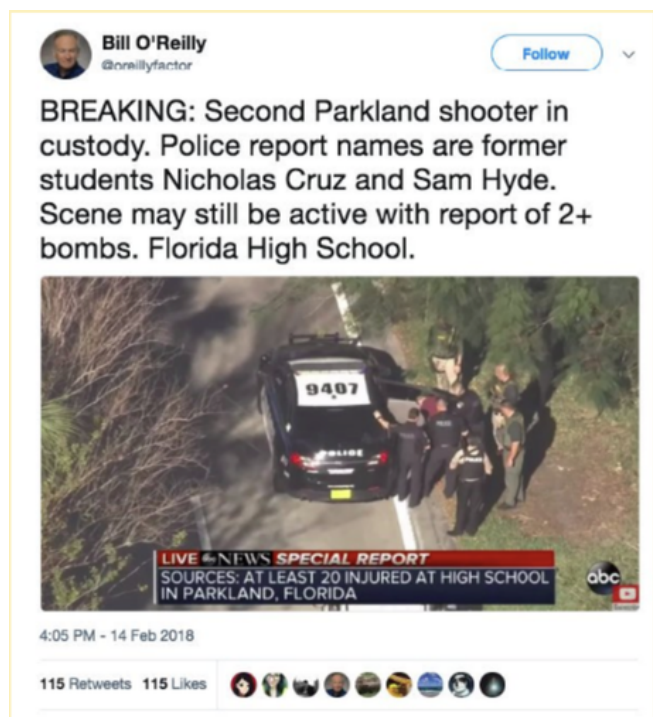 Bill O'Reilly
@oreillyfactor
Follow
BREAKING: Second Parkland shooter in
custody. Police report names are former
students Nicholas Cruz and Sam Hyde.
Scene may still be active with report of 2+
bombs. Florida High School.
9407
POLICE
LIVE abc NEWS SPECIAL REPORT
SOURCES: AT LEAST 20 INJURED AT HIGH SCHOOL
IN PARKLAND, FLORIDA
abc
4:05 PM - 14 Feb 2018
115 Retweets 115 Likes